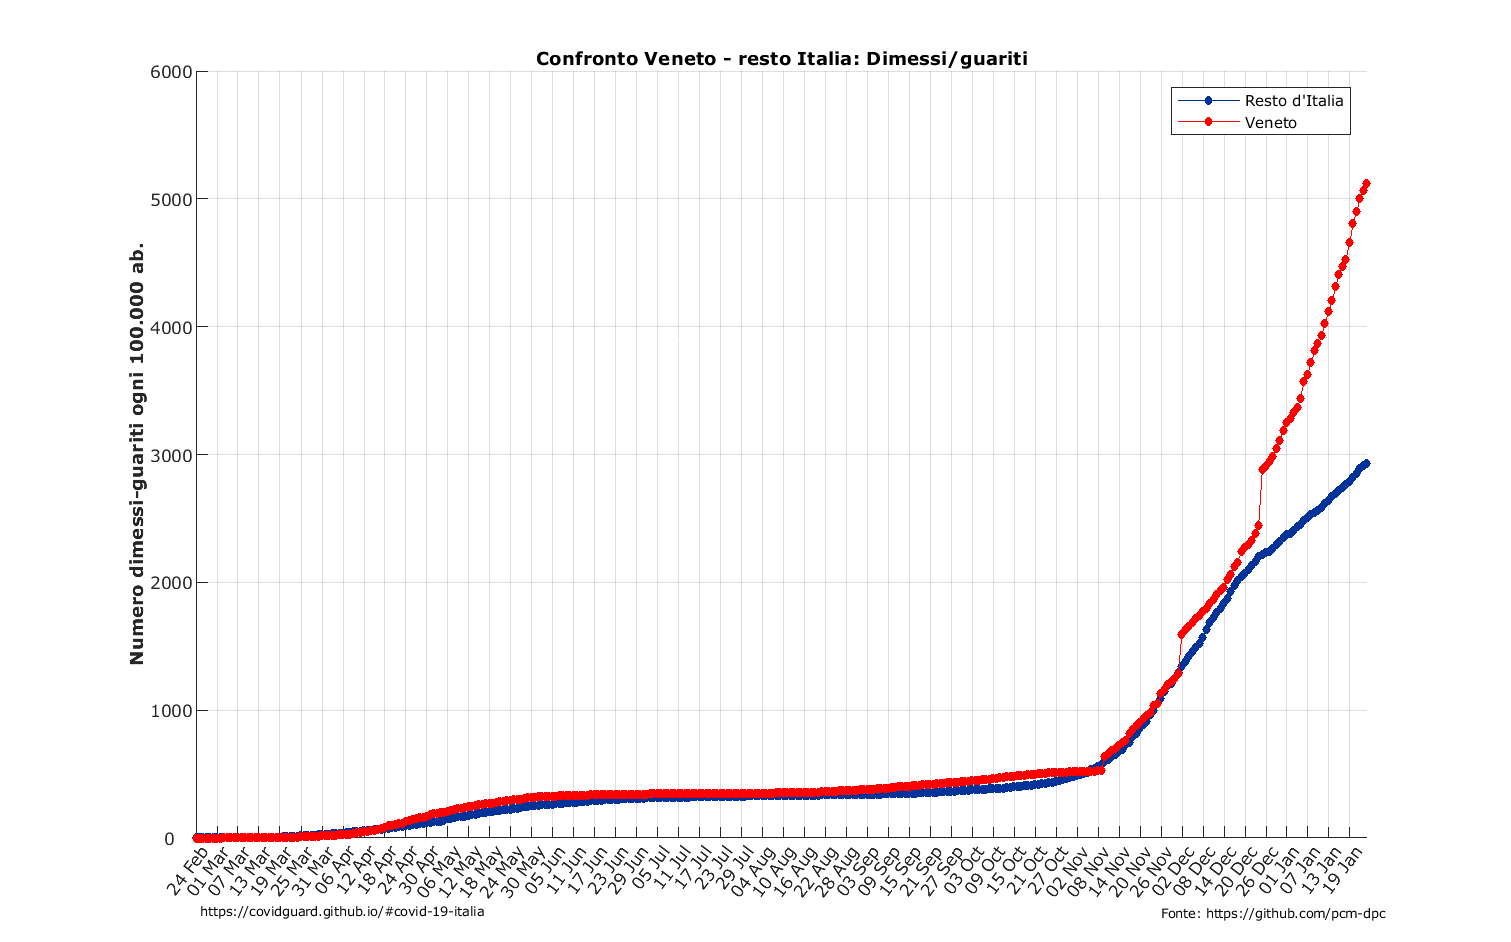 Confronto Veneto - resto Italia: Dimessi/guariti
6000
5000
4000
3000
2000
1000
0
Numero dimessi-guariti ogni 100.000 ab.
Resto d'Italia
Veneto
24 Feb
01 Mar
07 Mar
13 Mar
19 Mar
25 Mar
31 Mar
06 Apr
12 Apr
18 Apr
24 Apr
30 Apr
06 May
12 May
18 May
24 May
30 May
05 Jun
11 Jun
17 Jun
23 Jun
29 Jun
05 Jul
11 Jul
17 Jul
23 Jul
29 Jul
04 Aug
10 Aug
16 Aug
22 Aug
28 Aug
03 Sep
09 Sep
15 Sep
21 Sep
27 Sep
03 Oct
09 Oct
15 Oct
21 Oct
27 Oct
02 Nov
08 Nov
14 Nov
20 Nov
26 Nov
02 Dec
08 Dec
14 Dec
20 Dec
26 Dec
01 Jan
07 Jan
13 Jan
19 Jan
https://covidguard.github.io/#covid-19-italia
Fonte: https://github.com/pcm-dpc